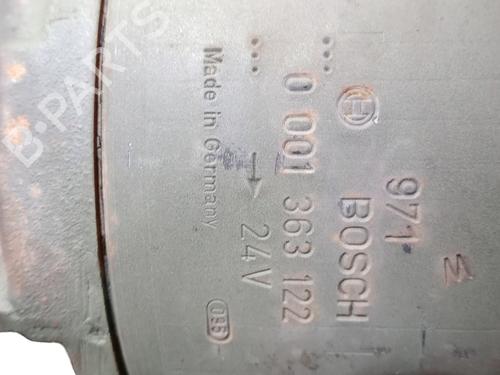 971
BOSCH
0 001 363 122
24V
Made in Germany
B-PARTS